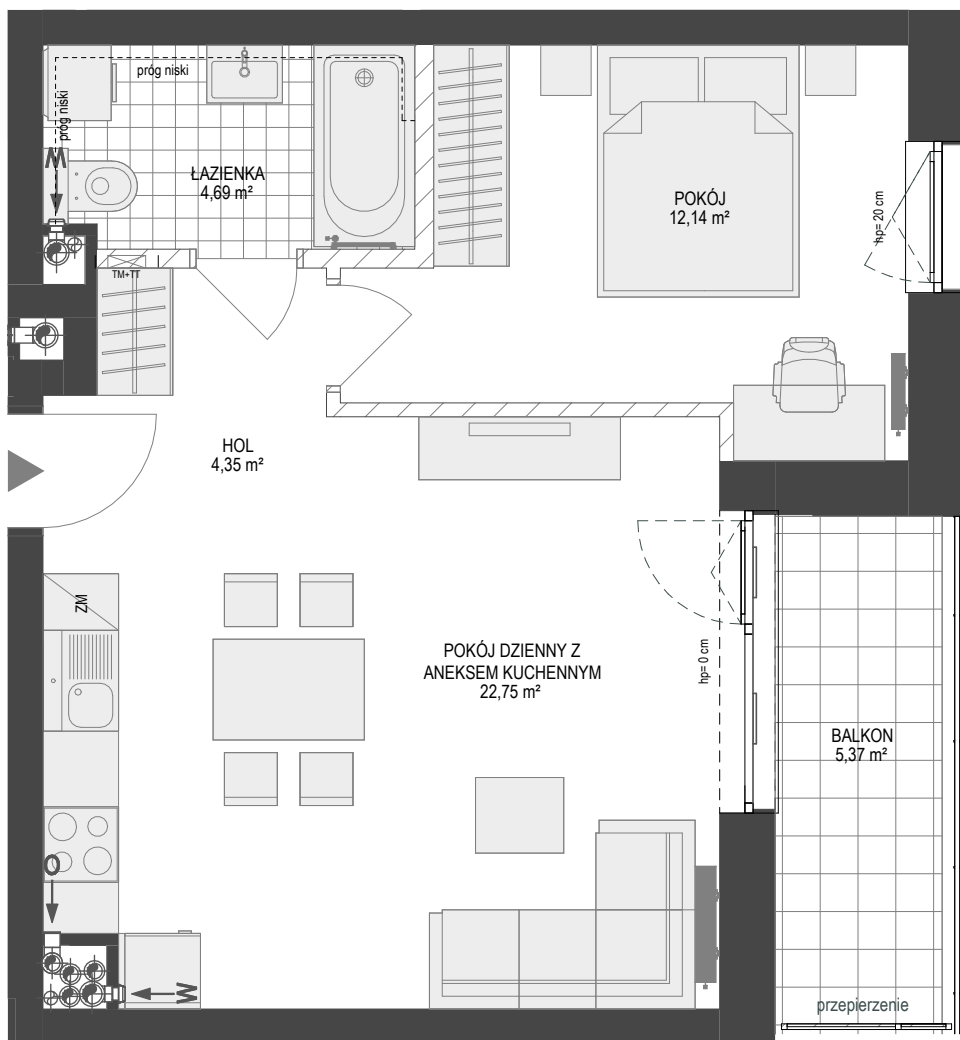 próg niski
próg niski
W
ŁAZIENKA
4,69 m²
POKÓJ
12,14 m²
hp= 20 cm
TM+TT
HOL
4,35 m²
ZM
POKÓJ DZIENNY Z
ANEKSEM KUCHENNYM
22,75 m²
hp= 0 cm
BALKON
5,37 m²
O
W
przepierzenie